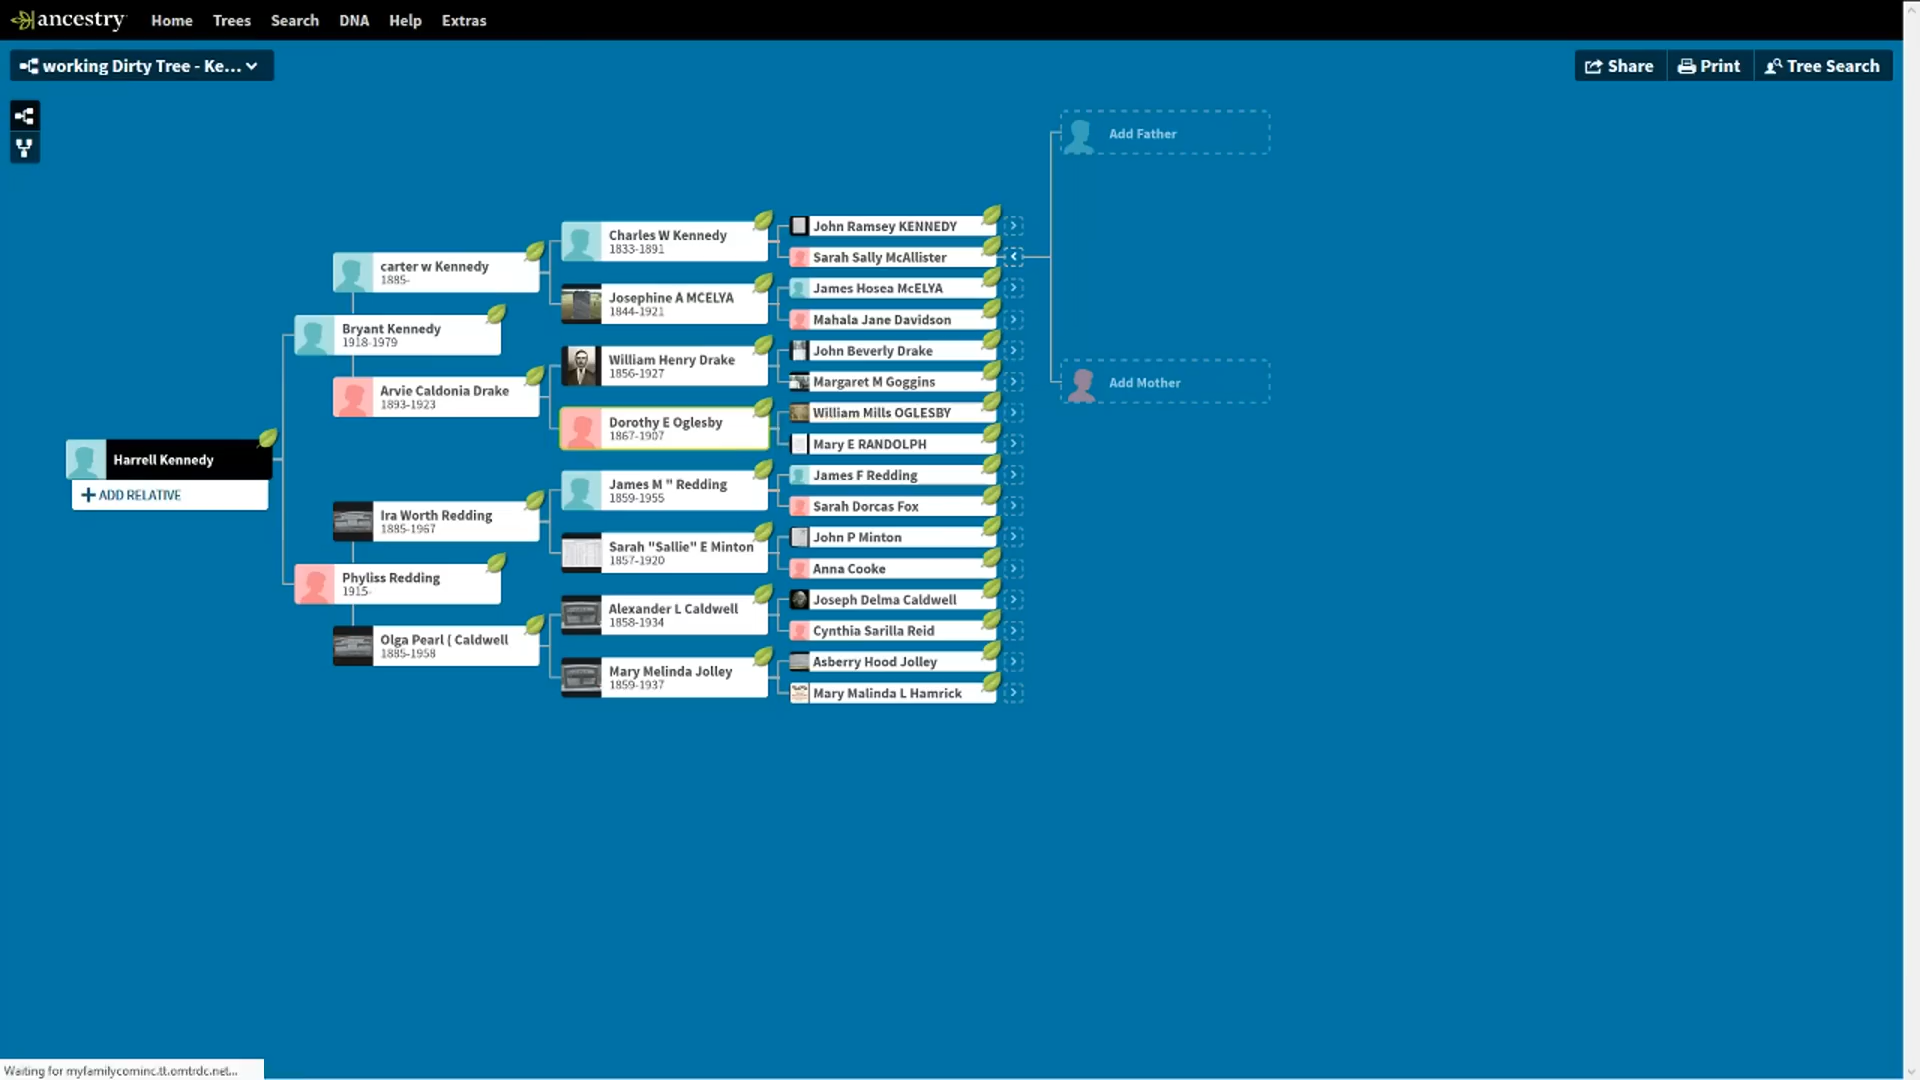 ancestry Home Trees Search DNA Help Extras
working Dirty Tree - Ke...
Share Print Tree Search
Add Father
John Ramsey KENNEDY
Charles W Kennedy
1833-1891
Sarah Sally McAllister
carter w Kennedy
1885-
James Hosea McELYA
Josephine A MCELYA
1844-1921
Mahala Jane Davidson
Bryant Kennedy
1918-1979
John Beverly Drake
William Henry Drake
1856-1927
Margaret M Goggins
Add Mother
Arvie Caldonia Drake
1893-1923
William Mills OGLESBY
Dorothy E Oglesby
1867-1907
Mary E RANDOLPH
Harrell Kennedy
ADD RELATIVE
James F Redding
James M " Redding
1859-1955
Sarah Dorcas Fox
Ira Worth Redding
1885-1967
John P Minton
Sarah "Sallie" E Minton
1857-1920
Anna Cooke
Phyliss Redding
1915-
Joseph Delma Caldwell
Alexander L Caldwell
1858-1934
Cynthia Sarilla Reid
Olga Pearl ( Caldwell
1885-1958
Asberry Hood Jolley
Mary Melinda Jolley
1859-1937
Mary Malinda L Hamrick
Waiting for myfamilycominc.tt.omtrdc.net...